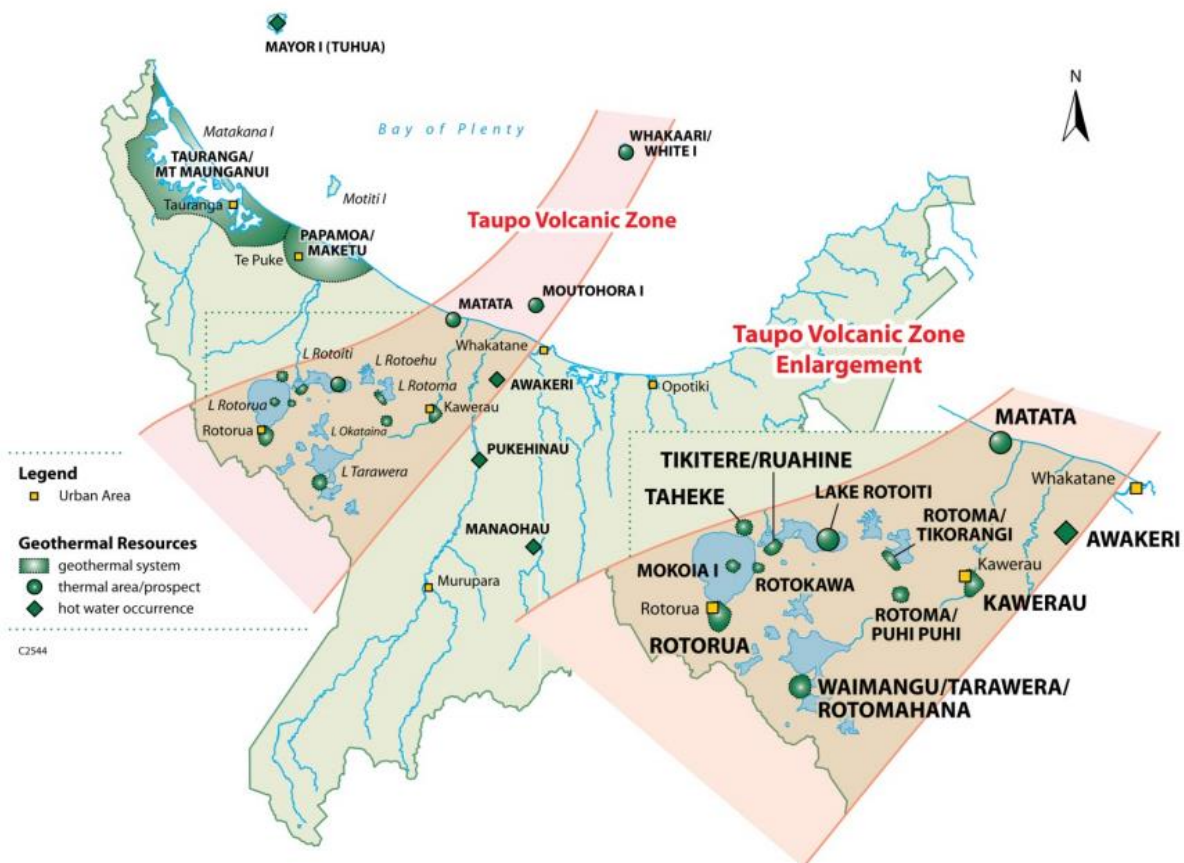 MAYOR I (TUHUA)
N
Matakana I
Bay of Plenty
WHAKAARI/
WHITE I
TAURANGA/
MT MAUNGANUI
Motiti I
Tauranga
Taupo Volcanic Zone
PAPAMOA/
MAKETU
Te Puke
MOUTOHORA I
MATATA
Whakatane
Taupo Volcanic Zone
Enlargement
L Rotoiti
L Rotoehu
L Rotoma
AWAKERI
Opotiki
L Rotorua
Kawerau
Rotorua
L Okataina
PUKEHINAU
L Tarawera
MANAOHAU
Murupara
Legend
Urban Area
Geothermal Resources
geothermal system
thermal area/prospect
hot water occurrence
C2544
MATATA
TIKITERE/RUAHINE
Whakatane
TAHEKE
LAKE ROTOITI
ROTOMA/
TIKORANGI
AWAKERI
MOKOIA I
ROTOKAWA
Kawerau
KAWERAU
Rotorua
ROTOMA/
PUHI PUHI
ROTORUA
WAIMANGU/TARAWERA/
ROTOMAHANA